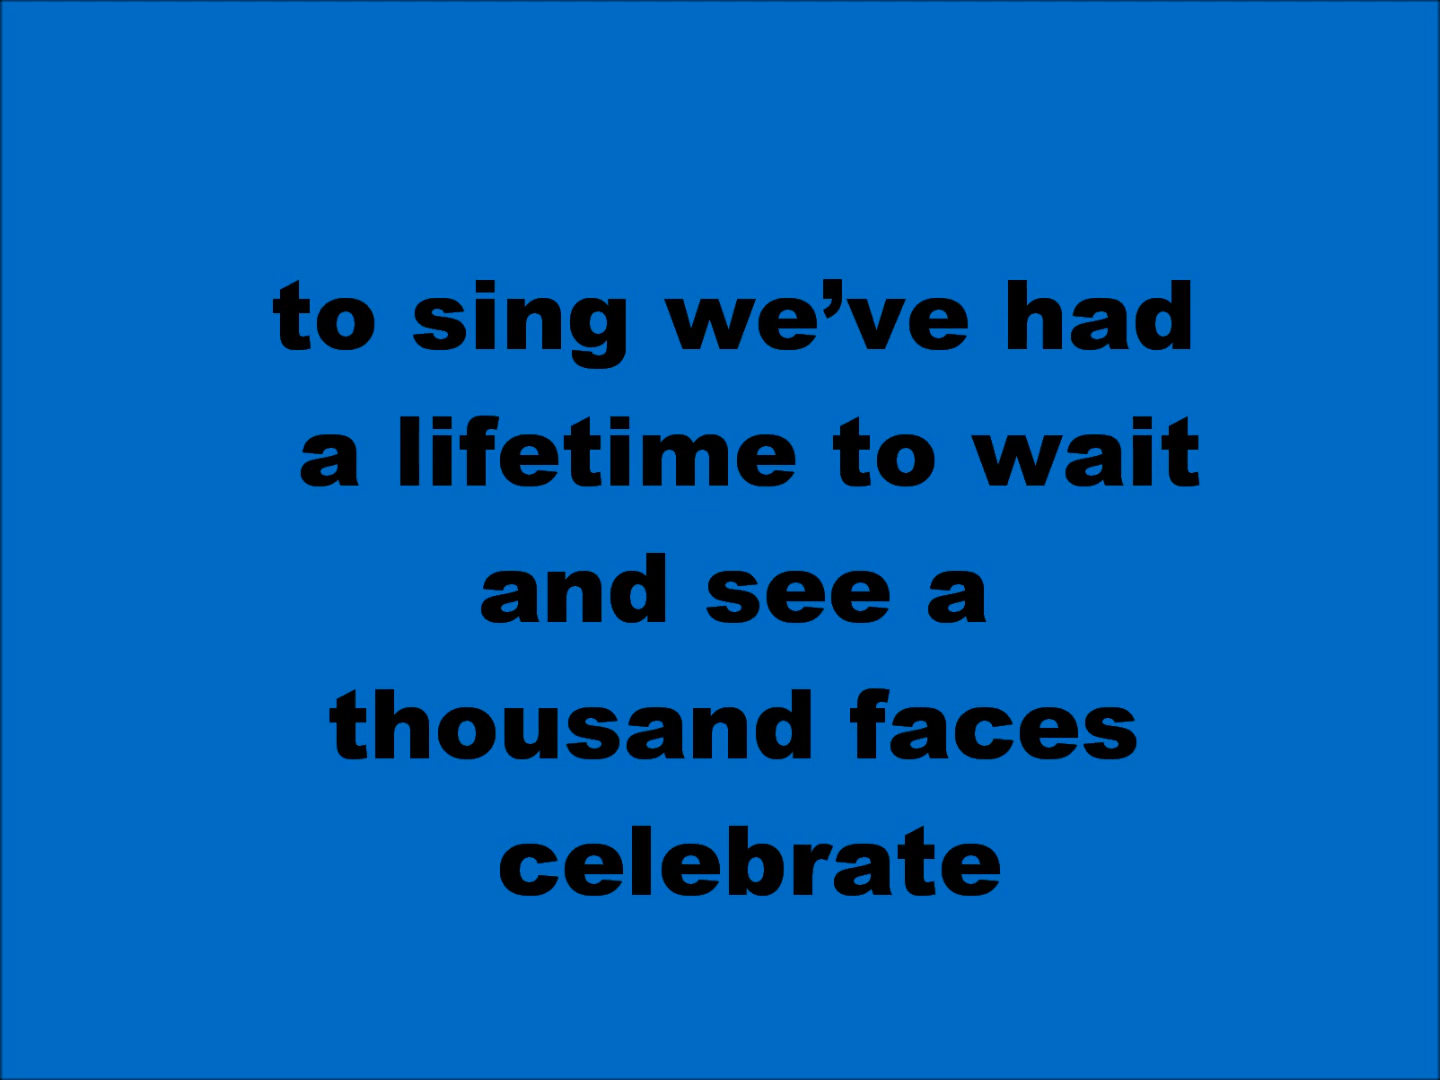 to sing we’ve had
a lifetime to wait
and see a
thousand faces
celebrate